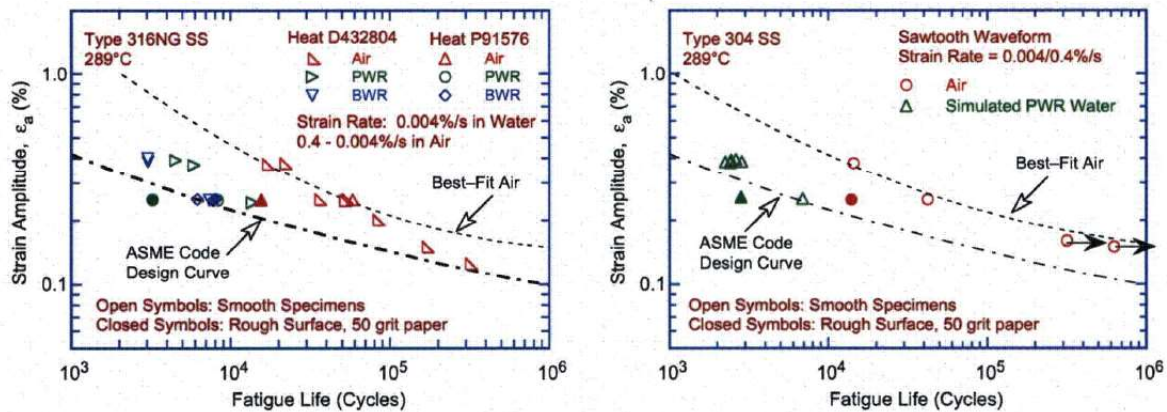 Type 316NG SS
289°C
Heat D432804
Heat P91576
Air
Air
PWR
PWR
BWR
BWR
Strain Rate: 0.004%/s in Water
0.4 - 0.004%/s in Air
Best–Fit Air
ASME Code
Design Curve
Open Symbols: Smooth Specimens
Closed Symbols: Rough Surface, 50 grit paper
Strain Amplitude, εa (%)
1.0
0.1
10³
10⁴
10⁵
10⁶
Fatigue Life (Cycles)
Type 304 SS
289°C
Sawtooth Waveform
Strain Rate = 0.004/0.4%/s
Air
Simulated PWR Water
Best–Fit Air
ASME Code
Design Curve
Open Symbols: Smooth Specimens
Closed Symbols: Rough Surface, 50 grit paper
Strain Amplitude, εa (%)
1.0
0.1
10³
10⁴
10⁵
10⁶
Fatigue Life (Cycles)